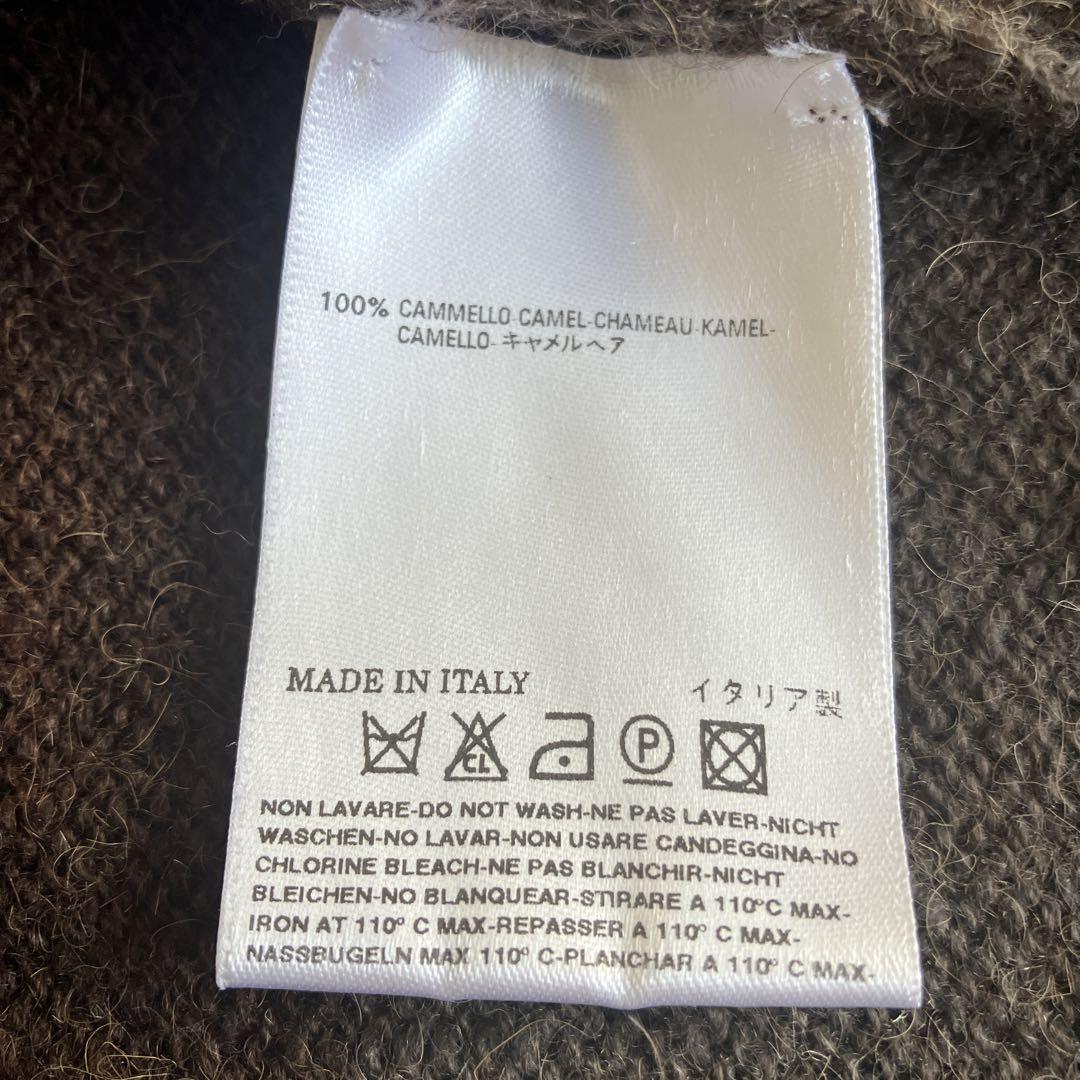 100% CAMMELLO-CAMEL-CHAMEAU-KAMEL-
CAMELLO-キャメルヘア
MADE IN ITALY イタリア製
CL P
NON LAVARE-DO NOT WASH-NE PAS LAVER-NICHT
WASCHEN-NO LAVAR-NON USARE CANDEGGINA-NO
CHLORINE BLEACH-NE PAS BLANCHIR-NICHT
BLEICHEN-NO BLANQUEAR-STIRARE A 110°C MAX-
IRON AT 110° C MAX-REPASSER A 110° C MAX-
NASSBUGELN MAX 110° C-PLANCHAR A 110° C MAX-